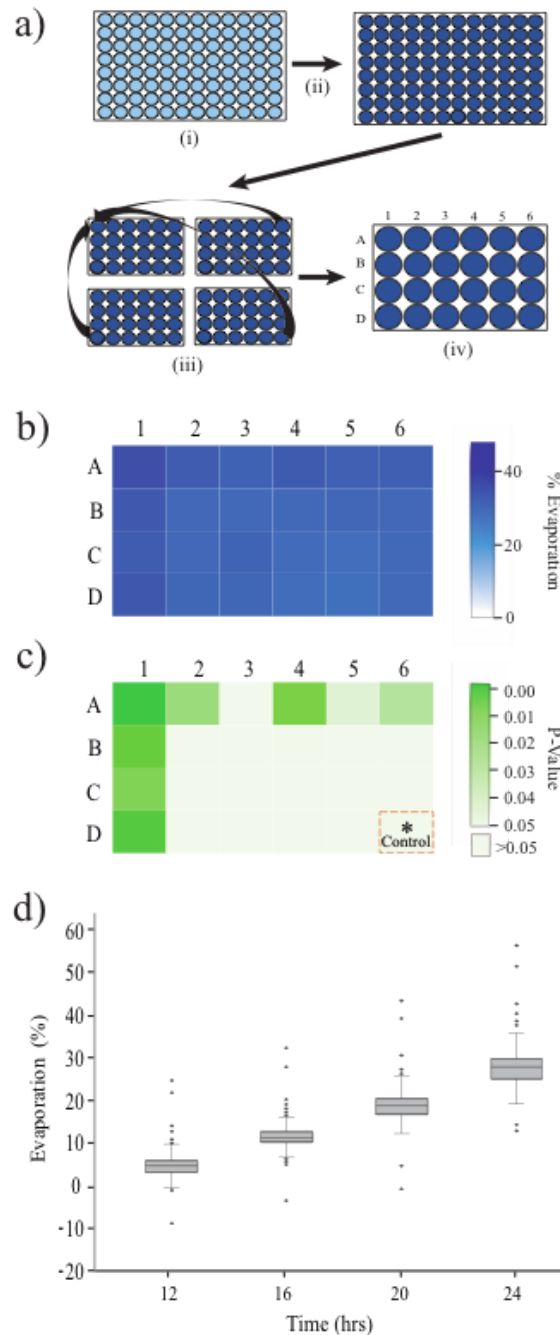 a)
(i)
(ii)
(iii)
1 2 3 4 5 6
A
B
C
D
(iv)
b)
1 2 3 4 5 6
A
B
C
D
40
20
0
% Evaporation
c)
1 2 3 4 5 6
A
B
C
D
*
Control
0.00
0.01
0.02
0.03
0.04
0.05
>0.05
P-Value
d)
60
50
40
30
20
10
0
-10
-20
Evaporation (%)
12 16 20 24
Time (hrs)